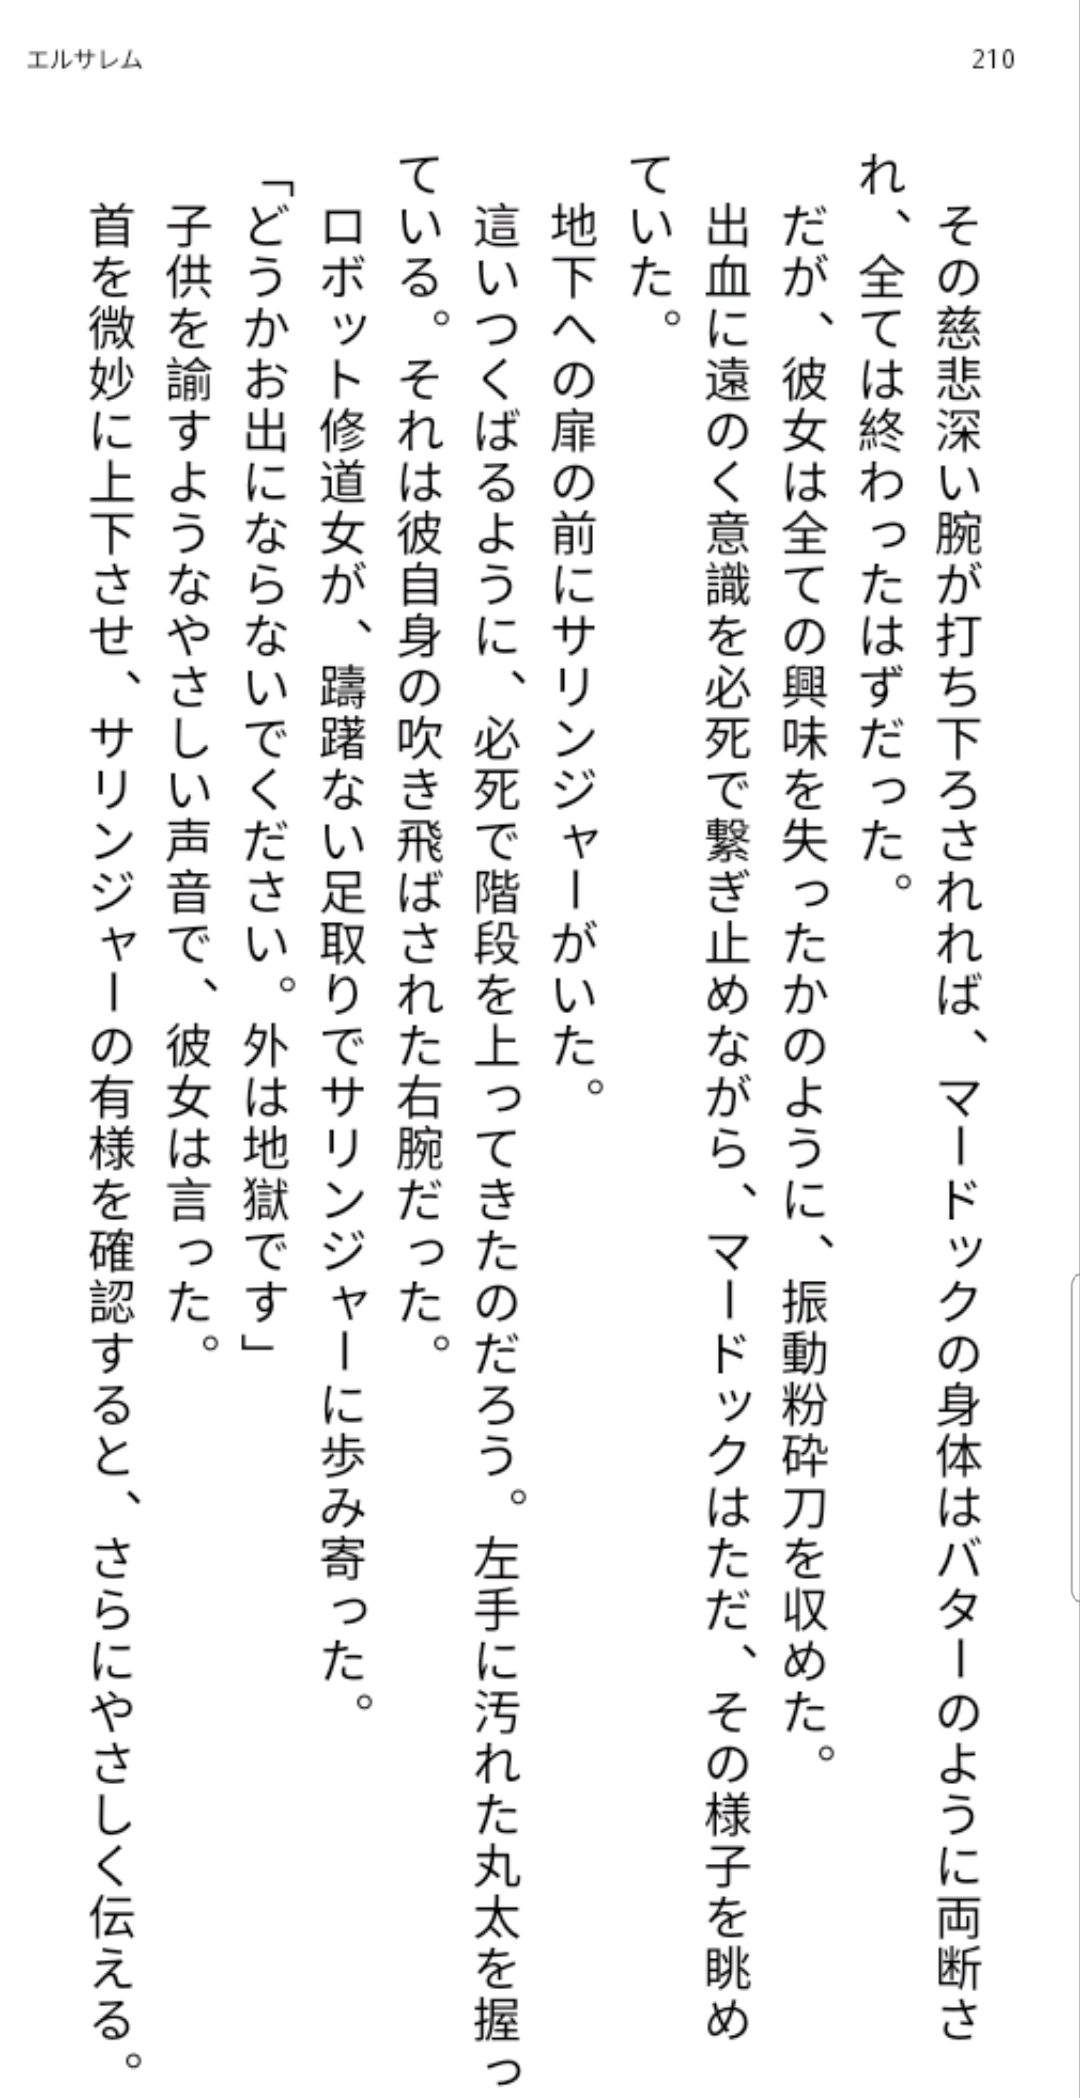 エルサレム
210
その慈悲深い腕が打ち下ろされれば、マードックの身体はバターのように両断さ
れ、全ては終わったはずだった。
だが、彼女は全ての興味を失ったかのように、振動粉砕刀を収めた。
出血に遠のく意識を必死で繋ぎ止めながら、マードックはただ、その様子を眺め
ていた。
地下への扉の前にサリンジャーがいた。
這いつくばるように、必死で階段を上ってきたのだろう。左手に汚れた丸太を握っ
ている。それは彼自身の吹き飛ばされた右腕だった。
ロボット修道女が、躊躇ない足取りでサリンジャーに歩み寄った。
「どうかお出にならないでください。外は地獄です」
子供を諭すようなやさしい声音で、彼女は言った。
首を微妙に上下させ、サリンジャーの有様を確認すると、さらにやさしく伝える。